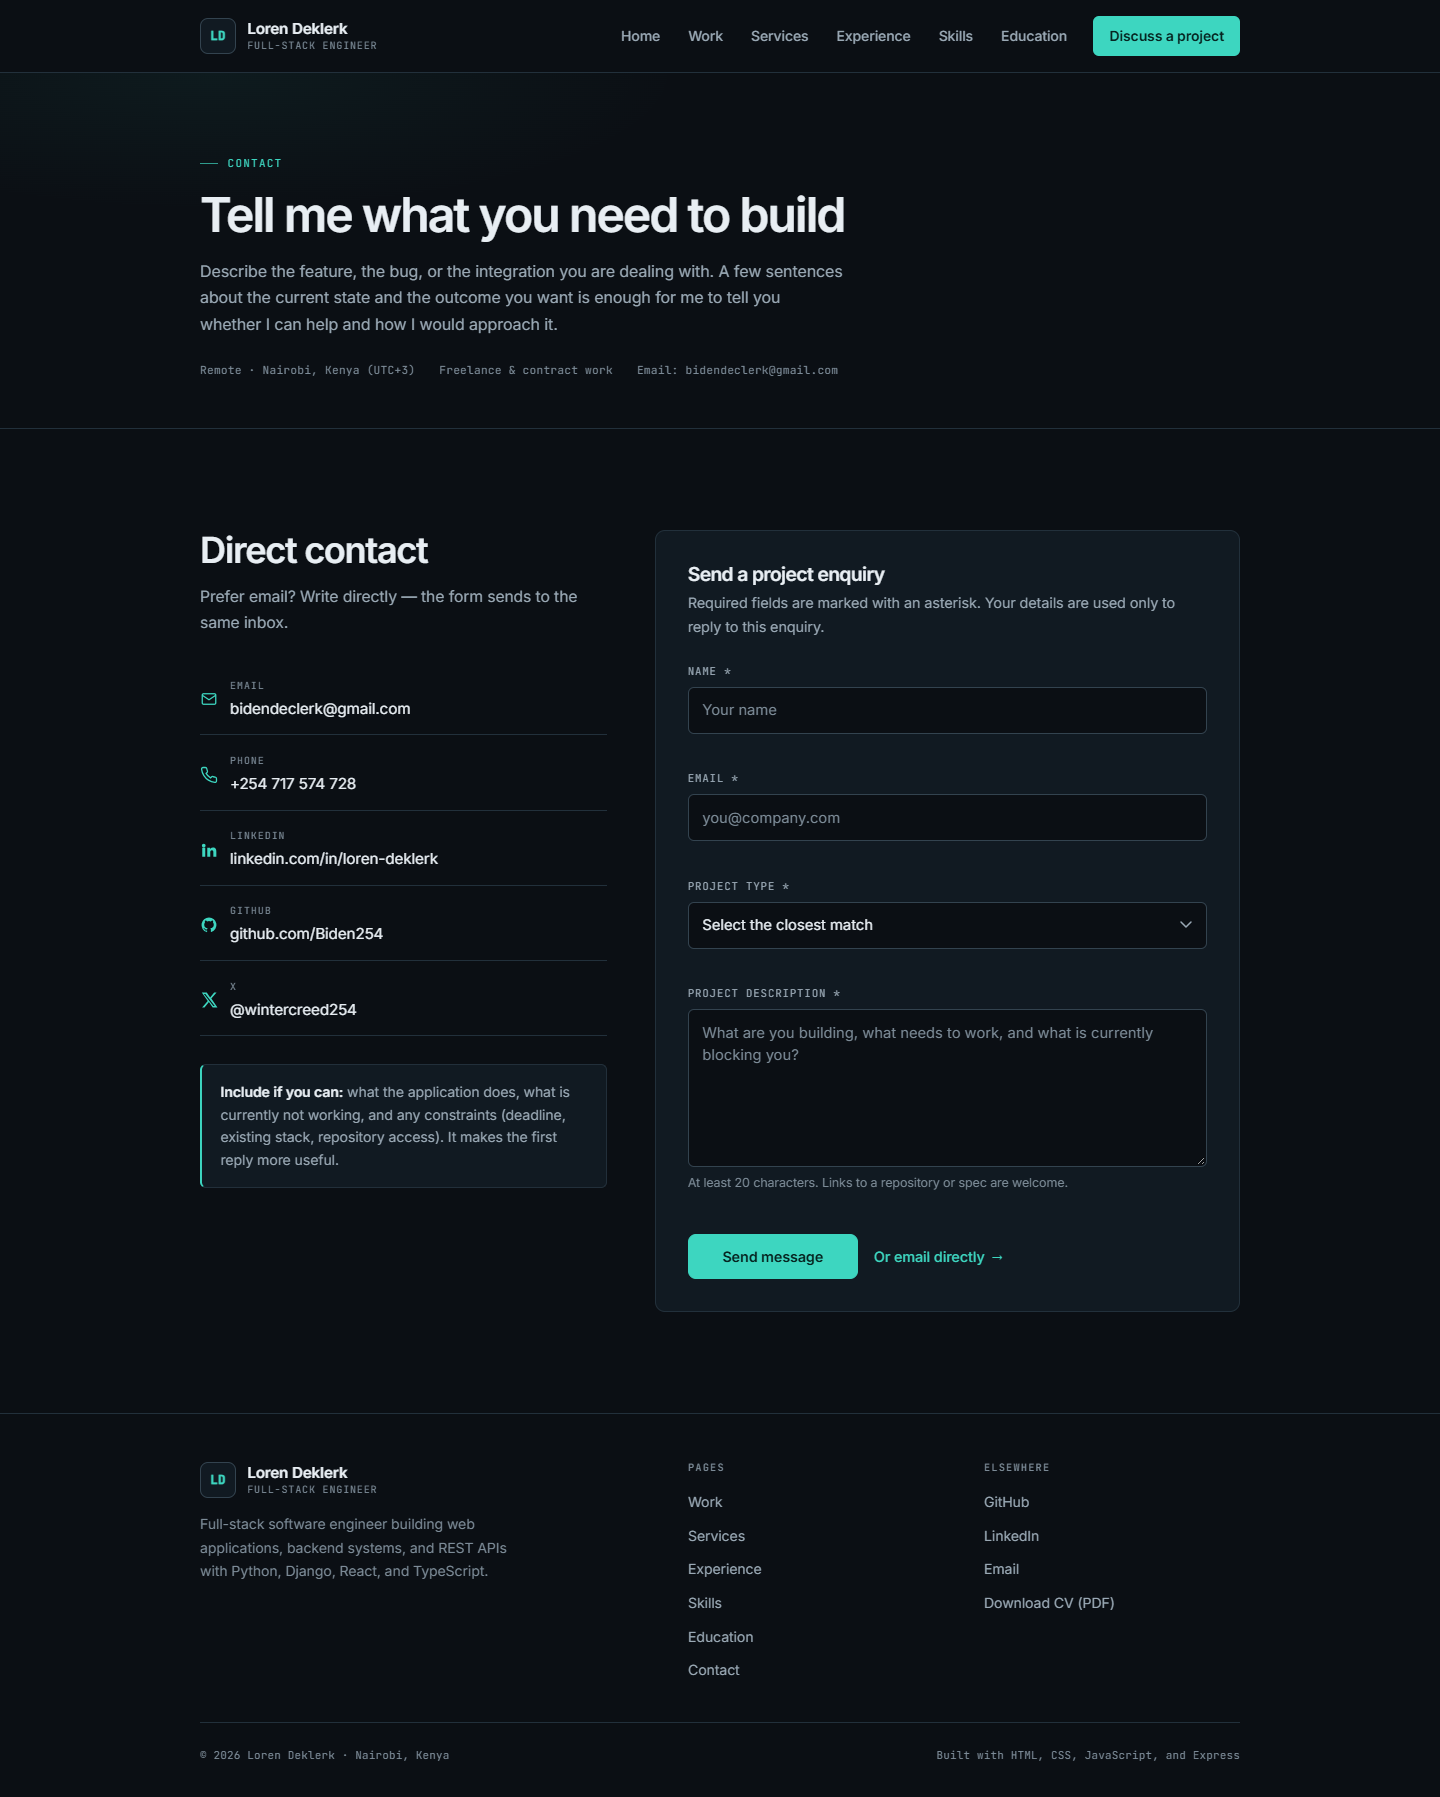 LD
Loren Deklerk
FULL-STACK ENGINEER
Home
Work
Services
Experience
Skills
Education
Discuss a project
CONTACT
Tell me what you need to build
Describe the feature, the bug, or the integration you are dealing with. A few sentences
about the current state and the outcome you want is enough for me to tell you
whether I can help and how I would approach it.
Remote · Nairobi, Kenya (UTC+3)
Freelance & contract work
Email: bidendeclerk@gmail.com
Direct contact
Prefer email? Write directly — the form sends to the
same inbox.
EMAIL
bidendeclerk@gmail.com
PHONE
+254 717 574 728
LINKEDIN
linkedin.com/in/loren-deklerk
GITHUB
github.com/Biden254
X
@wintercreed254
Include if you can: what the application does, what is
currently not working, and any constraints (deadline,
existing stack, repository access). It makes the first
reply more useful.
Send a project enquiry
Required fields are marked with an asterisk. Your details are used only to
reply to this enquiry.
NAME *
Your name
EMAIL *
you@company.com
PROJECT TYPE *
Select the closest match
PROJECT DESCRIPTION *
What are you building, what needs to work, and what is currently
blocking you?
At least 20 characters. Links to a repository or spec are welcome.
Send message
Or email directly →
LD
Loren Deklerk
FULL-STACK ENGINEER
Full-stack software engineer building web
applications, backend systems, and REST APIs
with Python, Django, React, and TypeScript.
PAGES
Work
Services
Experience
Skills
Education
Contact
ELSEWHERE
GitHub
LinkedIn
Email
Download CV (PDF)
© 2026 Loren Deklerk · Nairobi, Kenya
Built with HTML, CSS, JavaScript, and Express